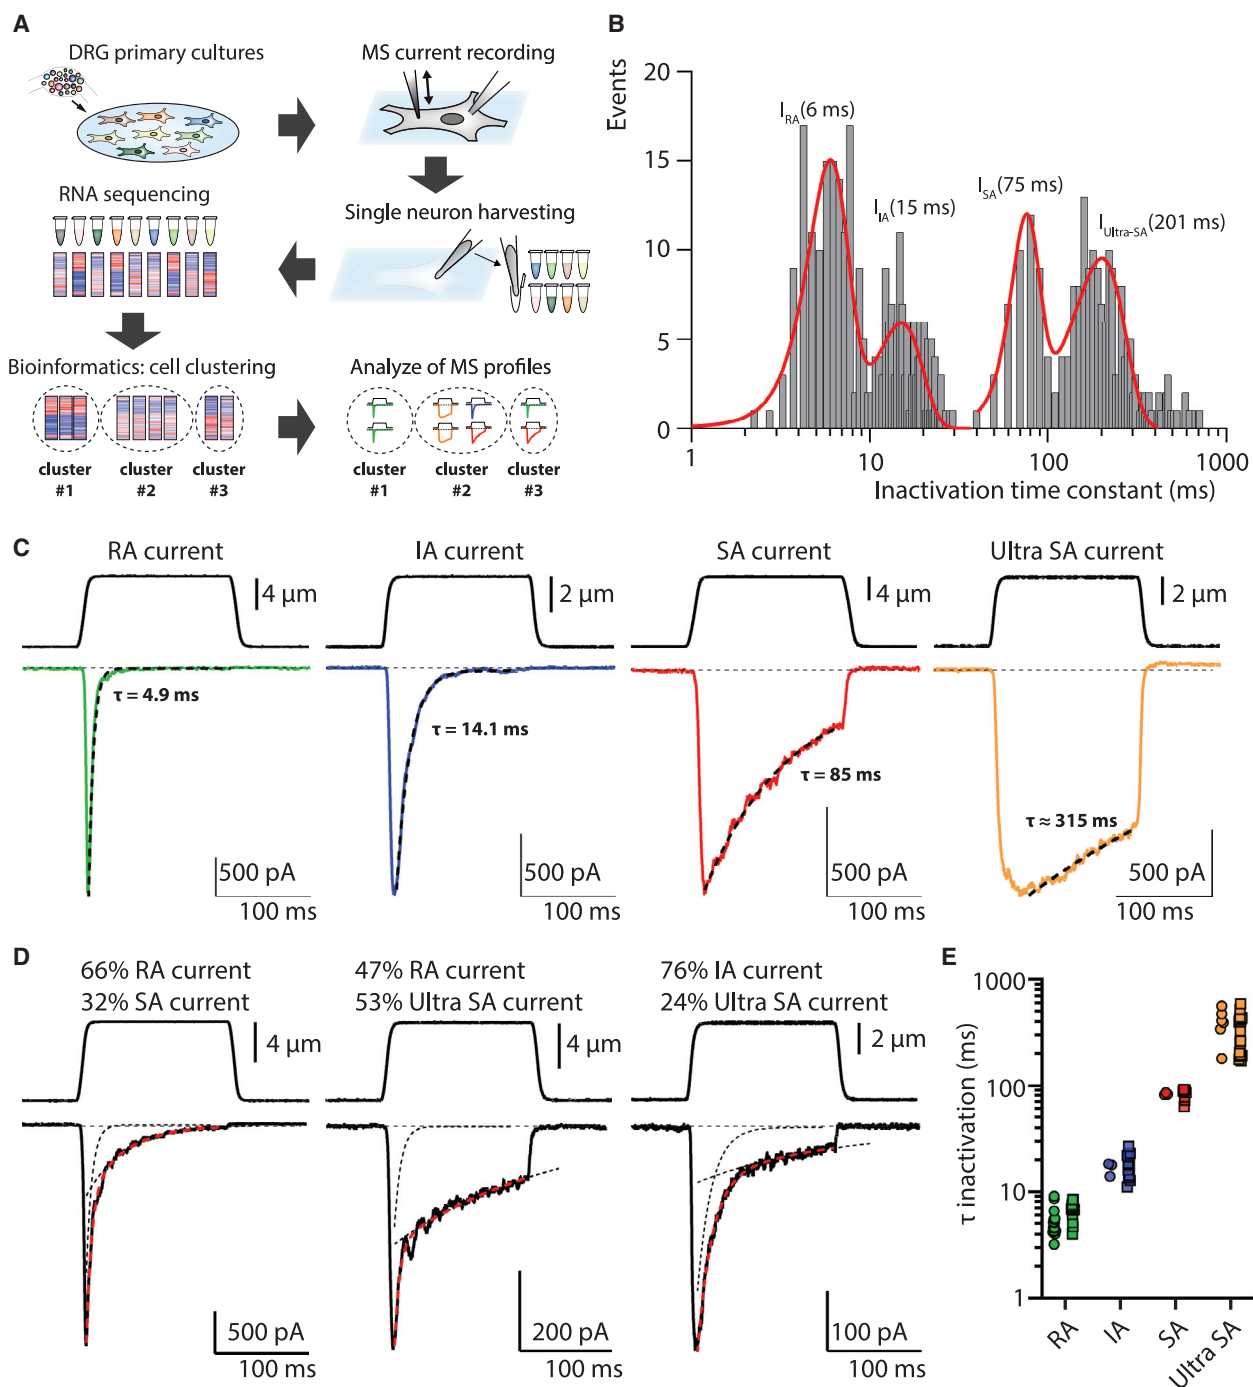 A
DRG primary cultures
MS current recording
RNA sequencing
Single neuron harvesting
Bioinformatics: cell clustering
Analyze of MS profiles
cluster #1
cluster #2
cluster #3
cluster #1
cluster #2
cluster #3
B
Events
20
15
10
5
0
I_RA (6 ms)
I_IA (15 ms)
I_SA (75 ms)
I_Ultra-SA (201 ms)
1
10
100
1000
Inactivation time constant (ms)
C
RA current
IA current
SA current
Ultra SA current
4 μm
2 μm
4 μm
2 μm
τ = 4.9 ms
τ = 14.1 ms
τ = 85 ms
τ ≈ 315 ms
500 pA
100 ms
500 pA
100 ms
500 pA
100 ms
500 pA
100 ms
D
66% RA current
32% SA current
47% RA current
53% Ultra SA current
76% IA current
24% Ultra SA current
4 μm
4 μm
2 μm
500 pA
100 ms
200 pA
100 ms
100 pA
100 ms
E
τ inactivation (ms)
1000
100
10
1
RA
IA
SA
Ultra SA